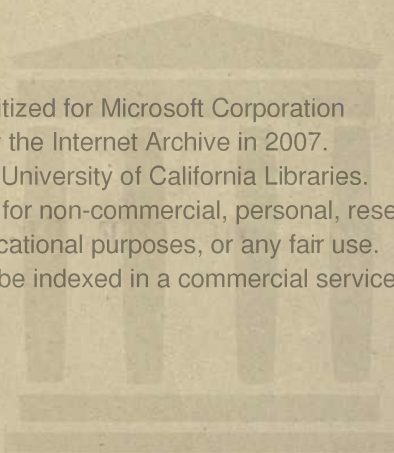 itized for Microsoft Corporation
the Internet Archive in 2007.
University of California Libraries.
for non-commercial, personal, rese
cational purposes, or any fair use.
be indexed in a commercial service